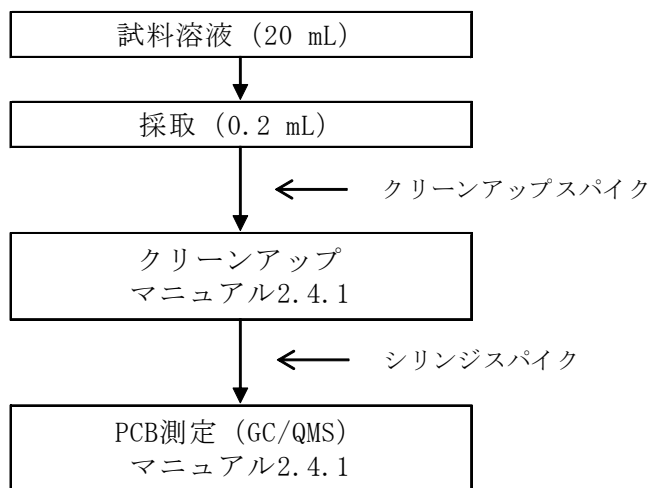 試料溶液 (20 mL)
採取 (0.2 mL)
クリーンアップスパイク
クリーンアップ
マニュアル2.4.1
シリンジスパイク
PCB測定 (GC/QMS)
マニュアル2.4.1